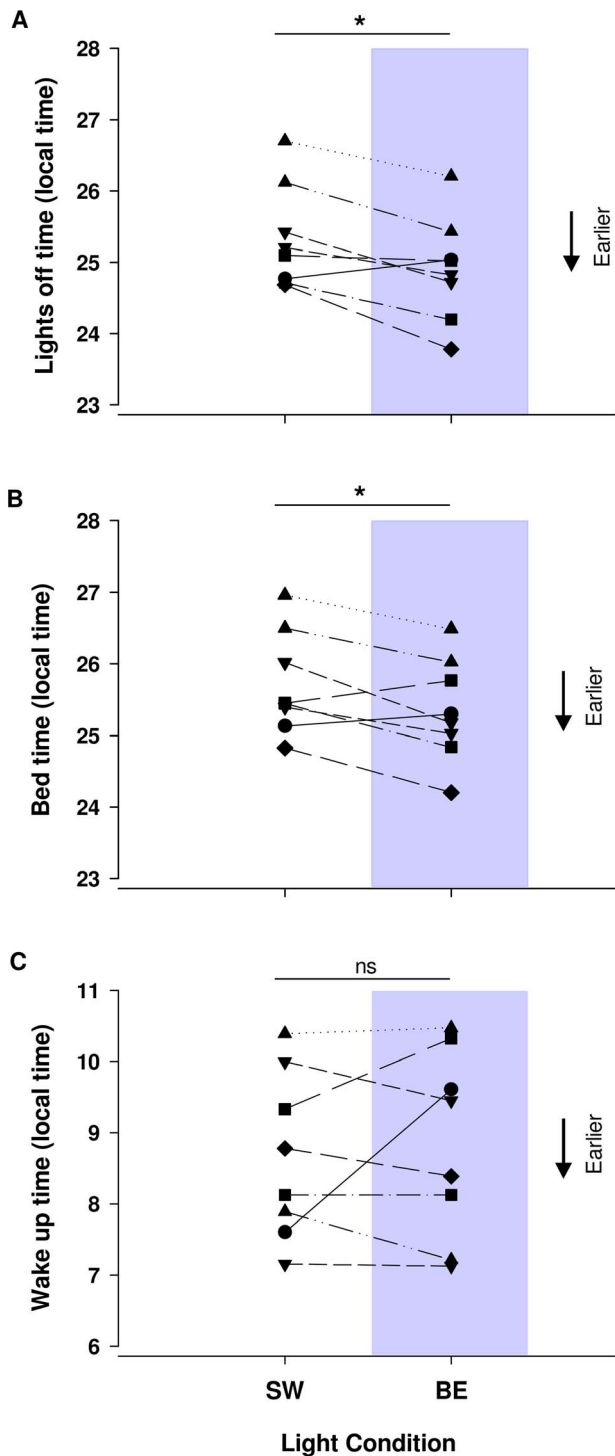 A
*
28
27
26
25
24
23
Lights off time (local time)
Earlier
B
*
28
27
26
25
24
23
Bed time (local time)
Earlier
C
ns
11
10
9
8
7
6
Wake up time (local time)
Earlier
SW BE
Light Condition